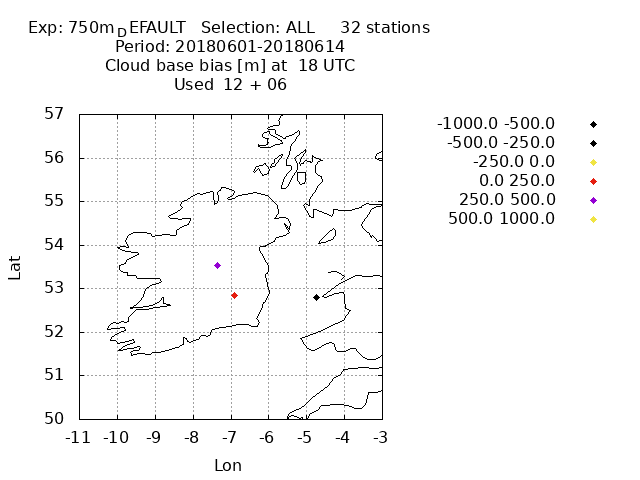 Exp: 750m_DEFAULT Selection: ALL 32 stations
Period: 20180601-20180614
Cloud base bias [m] at 18 UTC
Used 12 + 06
-1000.0 -500.0
-500.0 -250.0
-250.0 0.0
0.0 250.0
250.0 500.0
500.0 1000.0
57
56
55
54
53
52
51
50
Lat
-11 -10 -9 -8 -7 -6 -5 -4 -3
Lon